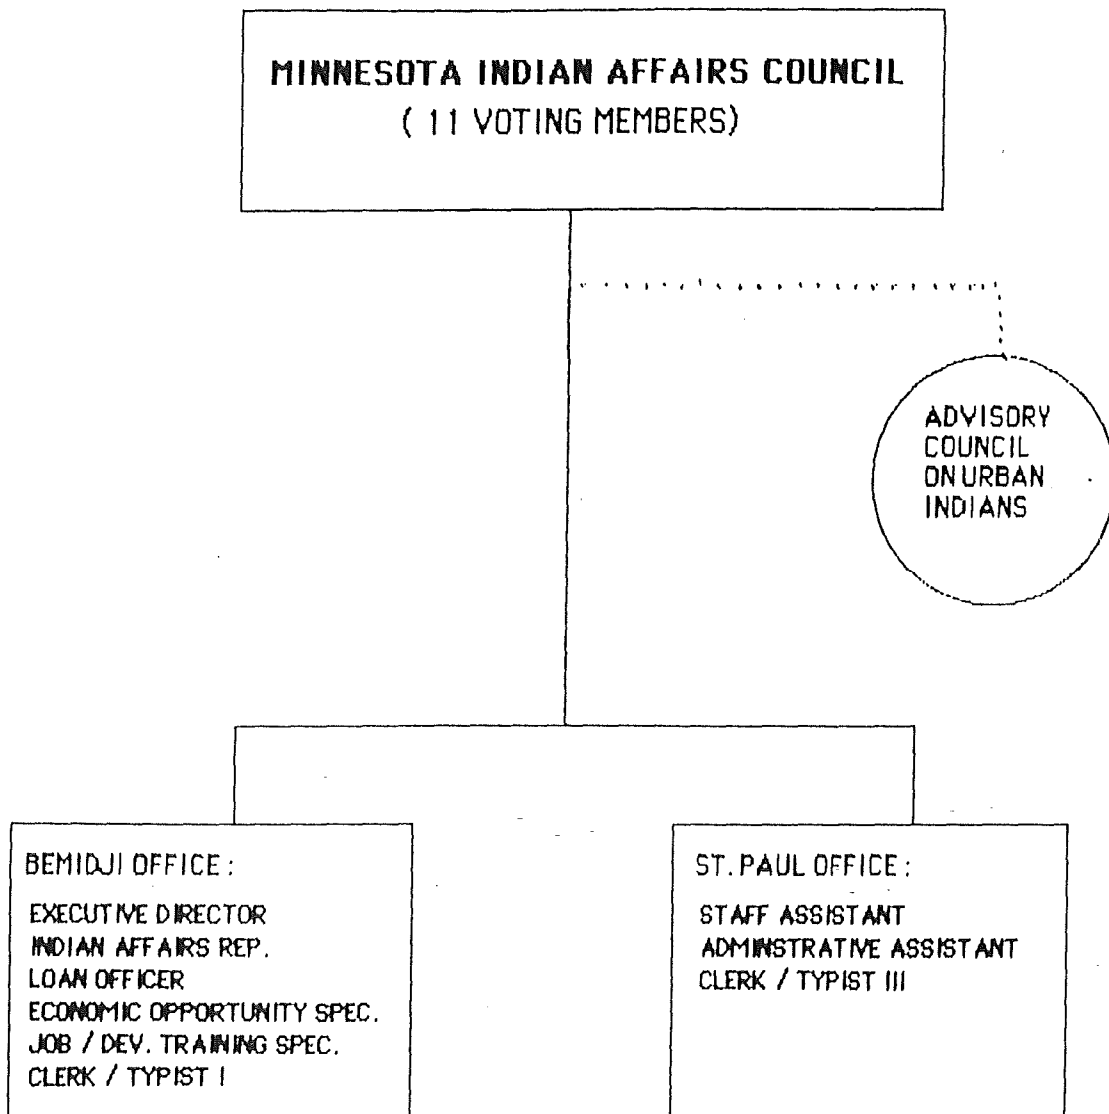 MINNESOTA INDIAN AFFAIRS COUNCIL
( 11 VOTING MEMBERS)
ADVISORY
COUNCIL
ON URBAN
INDIANS
BEMIDJI OFFICE :
EXECUTIVE DIRECTOR
INDIAN AFFAIRS REP.
LOAN OFFICER
ECONOMIC OPPORTUNITY SPEC.
JOB / DEV. TRAINING SPEC.
CLERK / TYPIST I
ST. PAUL OFFICE :
STAFF ASSISTANT
ADMINSTRATIVE ASSISTANT
CLERK / TYPIST III